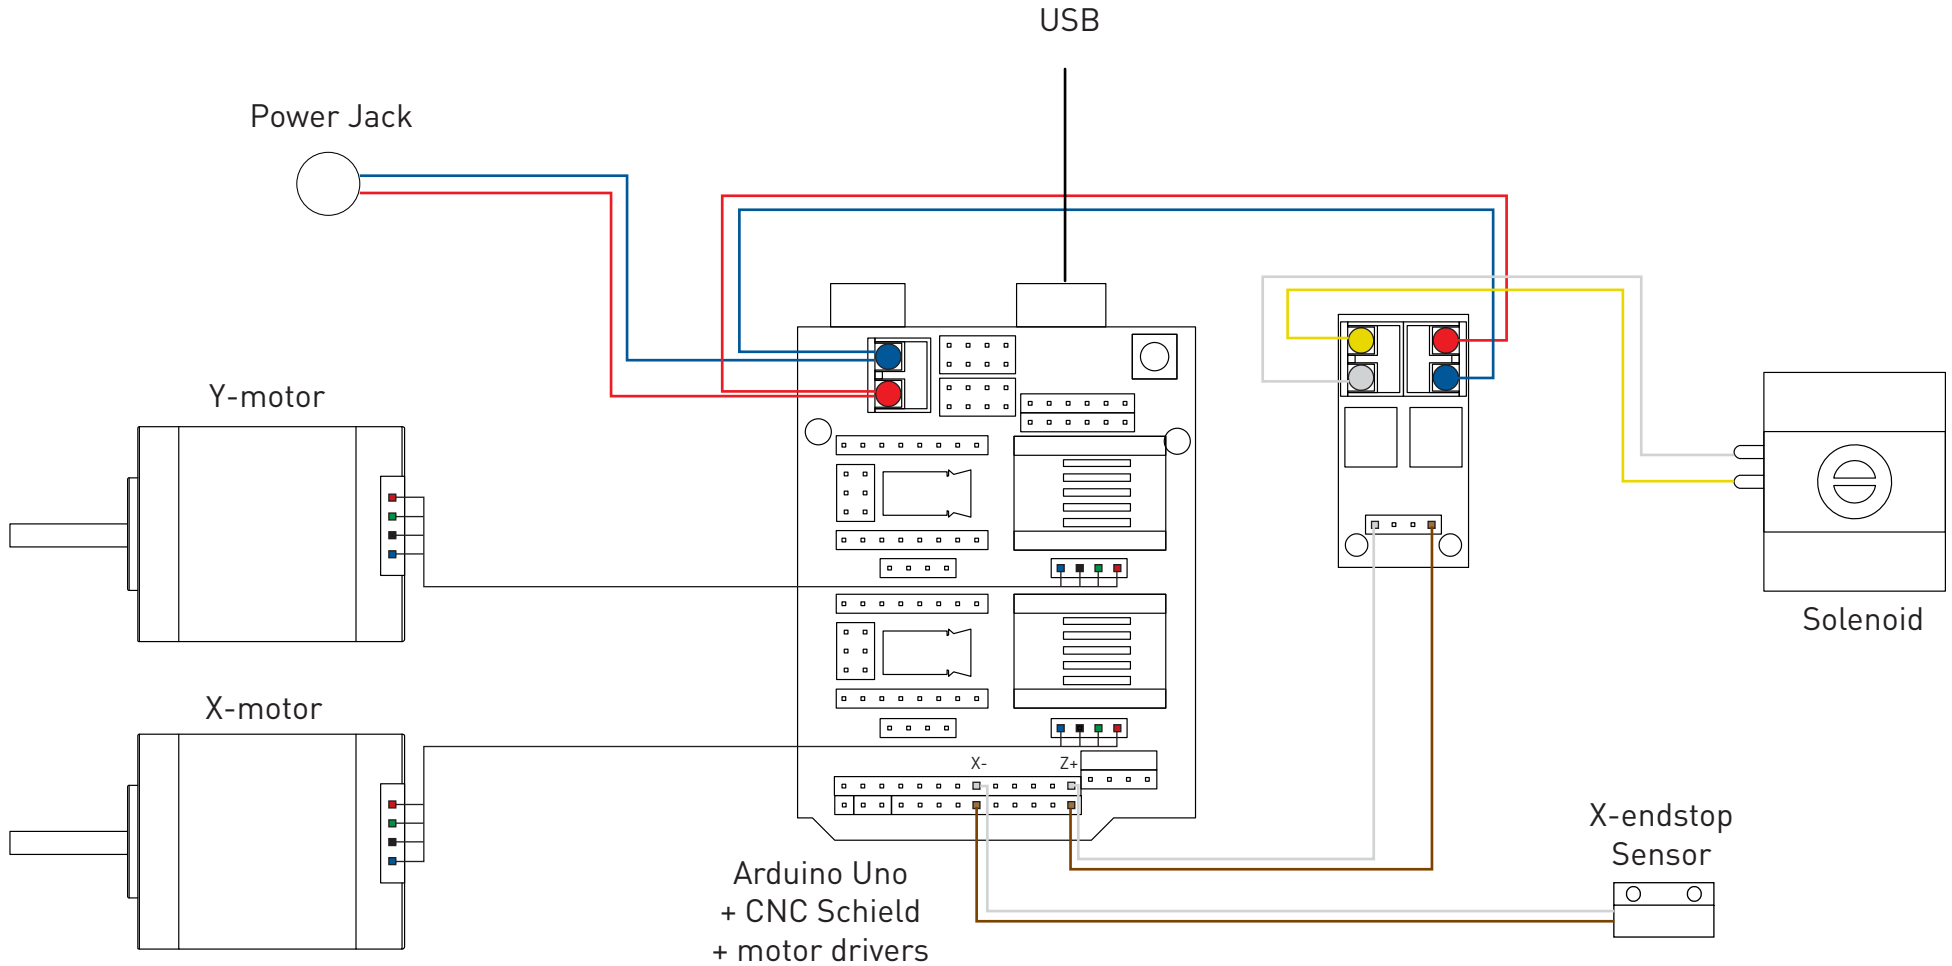 USB
Power Jack
Y-motor
X-motor
X-
Z+
Solenoid
X-endstop
Sensor
Arduino Uno
+ CNC Schield
+ motor drivers